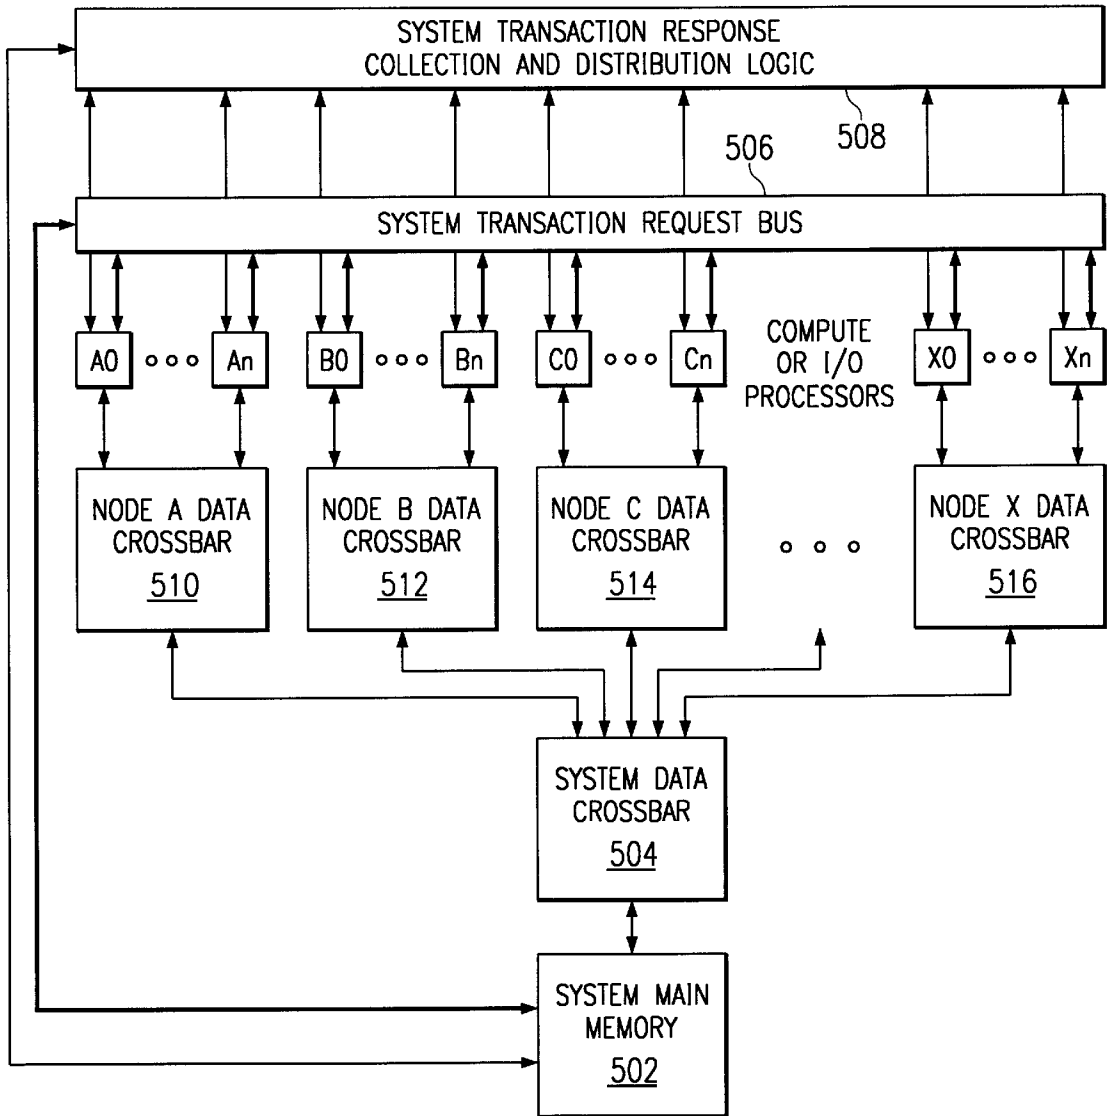 SYSTEM TRANSACTION RESPONSE
COLLECTION AND DISTRIBUTION LOGIC
508
506
SYSTEM TRANSACTION REQUEST BUS
A0
An
B0
Bn
C0
Cn
COMPUTE
OR I/O
PROCESSORS
X0
Xn
NODE A DATA
CROSSBAR
510
NODE B DATA
CROSSBAR
512
NODE C DATA
CROSSBAR
514
NODE X DATA
CROSSBAR
516
SYSTEM DATA
CROSSBAR
504
SYSTEM MAIN
MEMORY
502